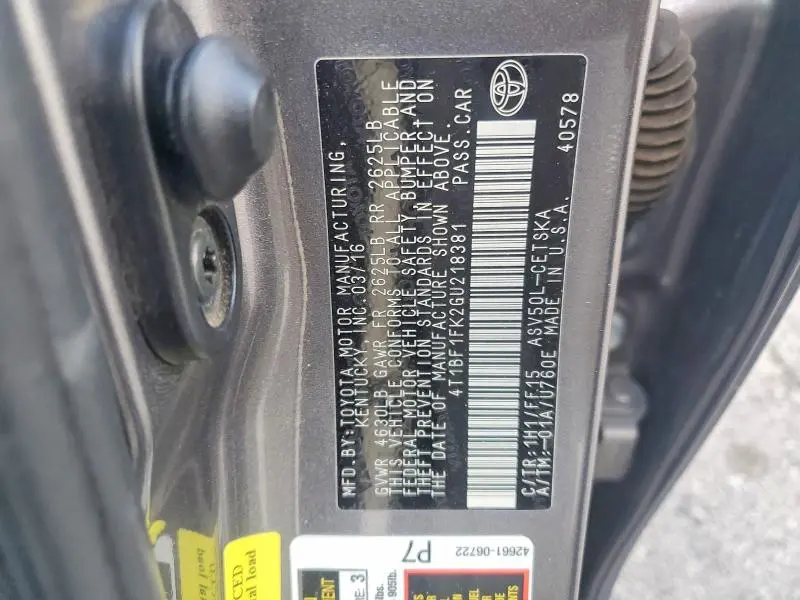 MFD.BY:TOYOTA MOTOR MANUFACTURING,
KENTUCKY, INC.03/16
GVWR 4630LB GAWR FR 2625LB RR 2625LB
THIS VEHICLE CONFORMS TO ALL APPLICABLE
FEDERAL MOTOR VEHICLE SAFETY, BUMPER AND
THEFT PREVENTION STANDARDS IN EFFECT ON
THE DATE OF MANUFACTURE SHOWN ABOVE.
4T1BF1FK2GU218381 PASS.CAR
C/TR:1H1/FF15 ASV50L-CETSKA
A/TM:-01A/U760E MADE IN U.S.A.
40578
42661-06722
P7
3
905lb.